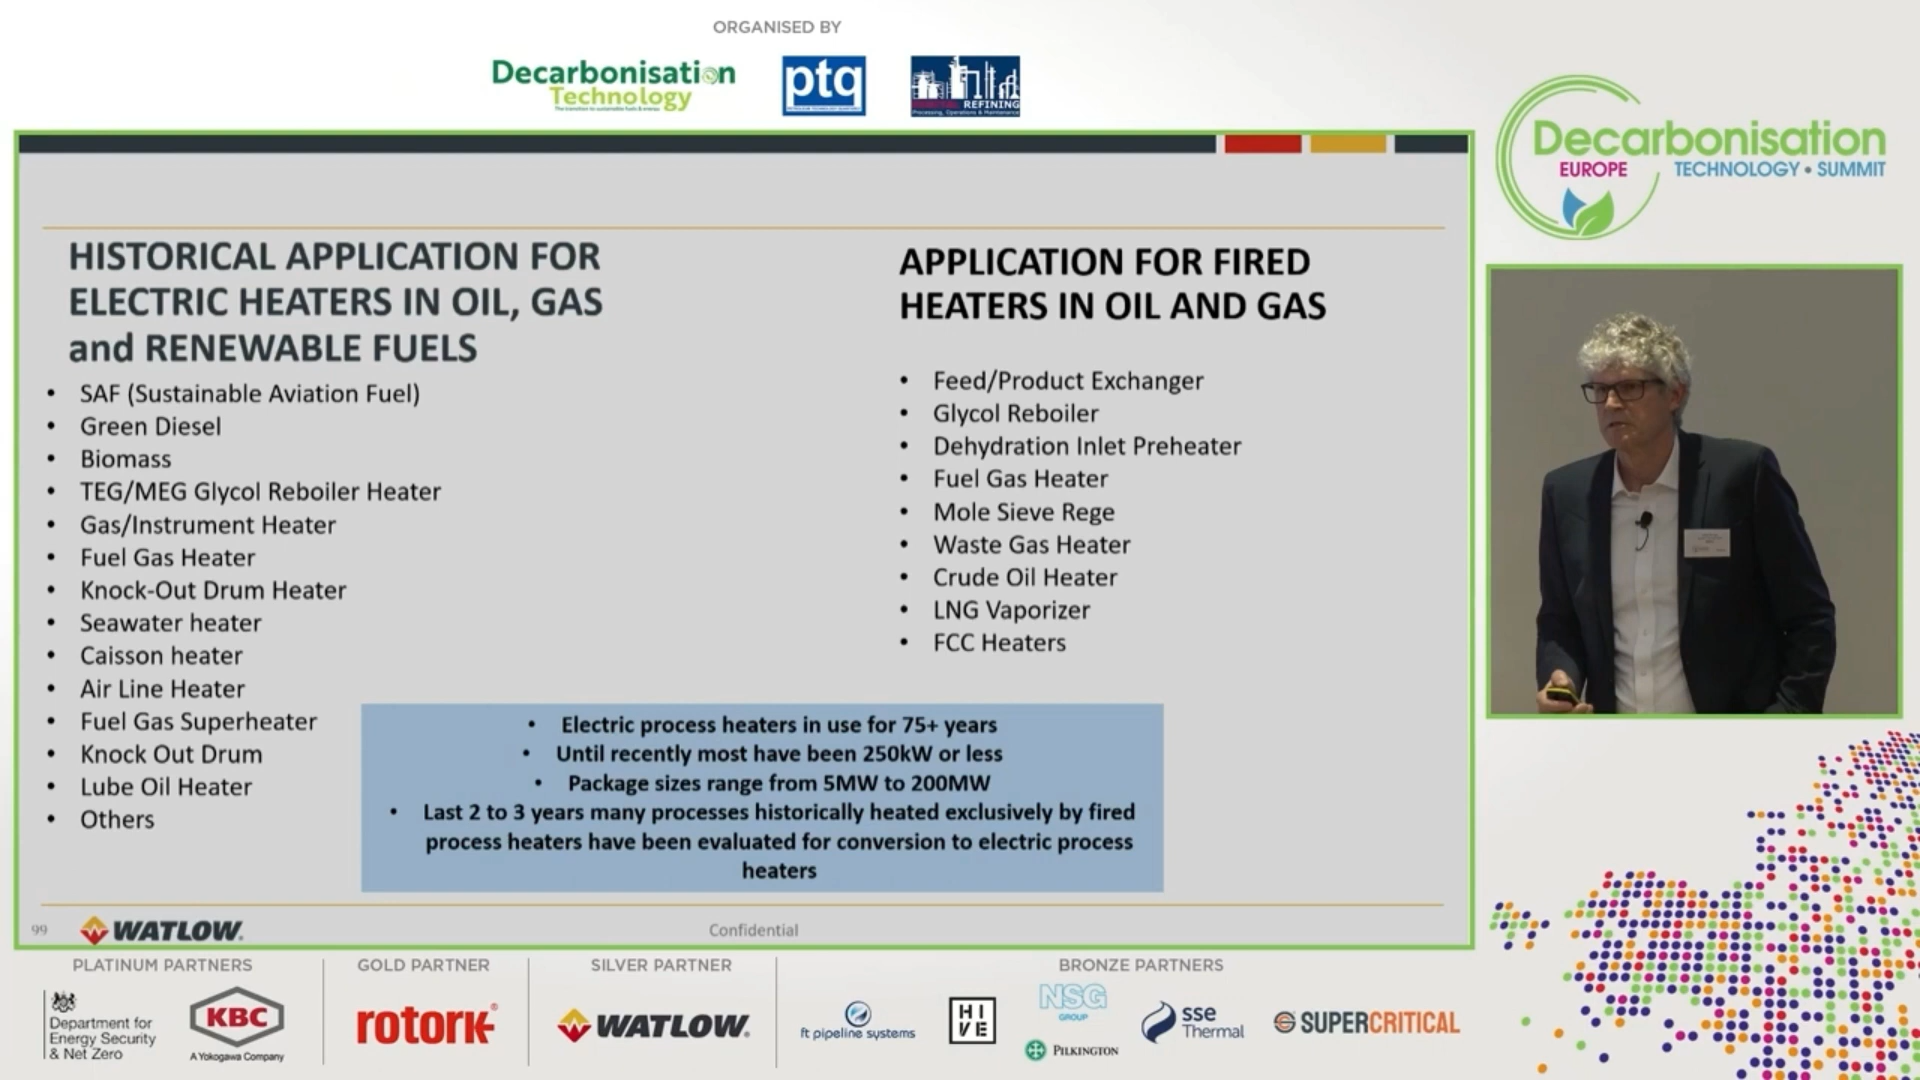 ORGANISED BY
Decarbonisation
Technology
ptq
REFINING
Processing, Operations & Maintenance
Decarbonisation
EUROPE
TECHNOLOGY • SUMMIT
HISTORICAL APPLICATION FOR
ELECTRIC HEATERS IN OIL, GAS
and RENEWABLE FUELS
• SAF (Sustainable Aviation Fuel)
• Green Diesel
• Biomass
• TEG/MEG Glycol Reboiler Heater
• Gas/Instrument Heater
• Fuel Gas Heater
• Knock-Out Drum Heater
• Seawater heater
• Caisson heater
• Air Line Heater
• Fuel Gas Superheater
• Knock Out Drum
• Lube Oil Heater
• Others
APPLICATION FOR FIRED
HEATERS IN OIL AND GAS
• Feed/Product Exchanger
• Glycol Reboiler
• Dehydration Inlet Preheater
• Fuel Gas Heater
• Mole Sieve Rege
• Waste Gas Heater
• Crude Oil Heater
• LNG Vaporizer
• FCC Heaters
• Electric process heaters in use for 75+ years
• Until recently most have been 250kW or less
• Package sizes range from 5MW to 200MW
• Last 2 to 3 years many processes historically heated exclusively by fired
process heaters have been evaluated for conversion to electric process
heaters
99
WATLOW.
Confidential
PLATINUM PARTNERS
GOLD PARTNER
SILVER PARTNER
BRONZE PARTNERS
Department for
Energy Security
& Net Zero
KBC
A Yokogawa Company
rotork®
WATLOW.
ft pipeline systems
HI
VE
NSG
GROUP
PILKINGTON
sse
Thermal
SUPERCRITICAL